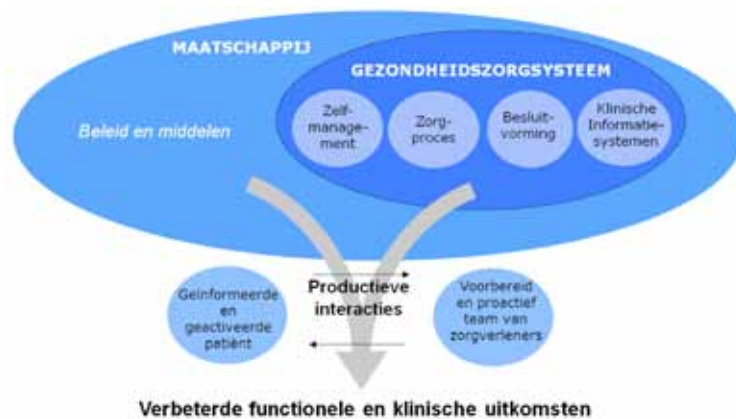 MAATSCHAPPIJ
GEZONDHEIDSZORGSYSTEEM
Beleid en middelen
Zelf-
manage-
ment
Zorg-
proces
Besluit-
vorming
Klinische
Informatie-
systemen
Geïnformeerde
en
geactiveerde
patiënt
Productieve
interacties
Voorbereid
en proactief
team van
zorgverleners
Verbeterde functionele en klinische uitkomsten